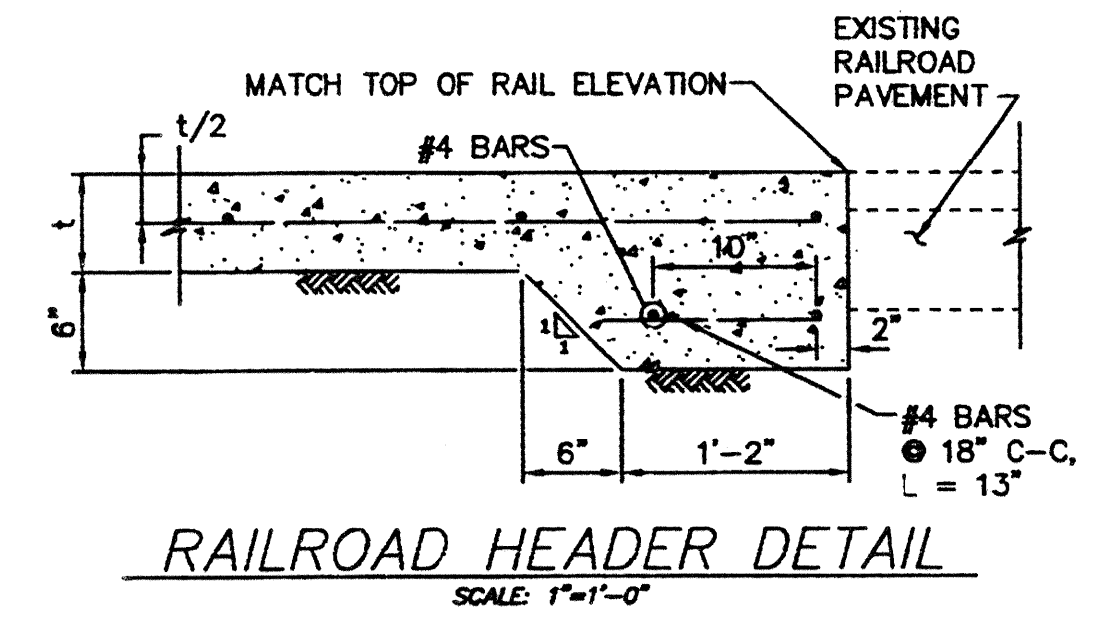 EXISTING
RAILROAD
PAVEMENT
MATCH TOP OF RAIL ELEVATION
t/2
#4 BARS
t
10"
6"
1
1
2"
#4 BARS
@ 18" C-C,
L = 13"
6"
1'-2"
RAILROAD HEADER DETAIL
SCALE: 1"=1'-0"